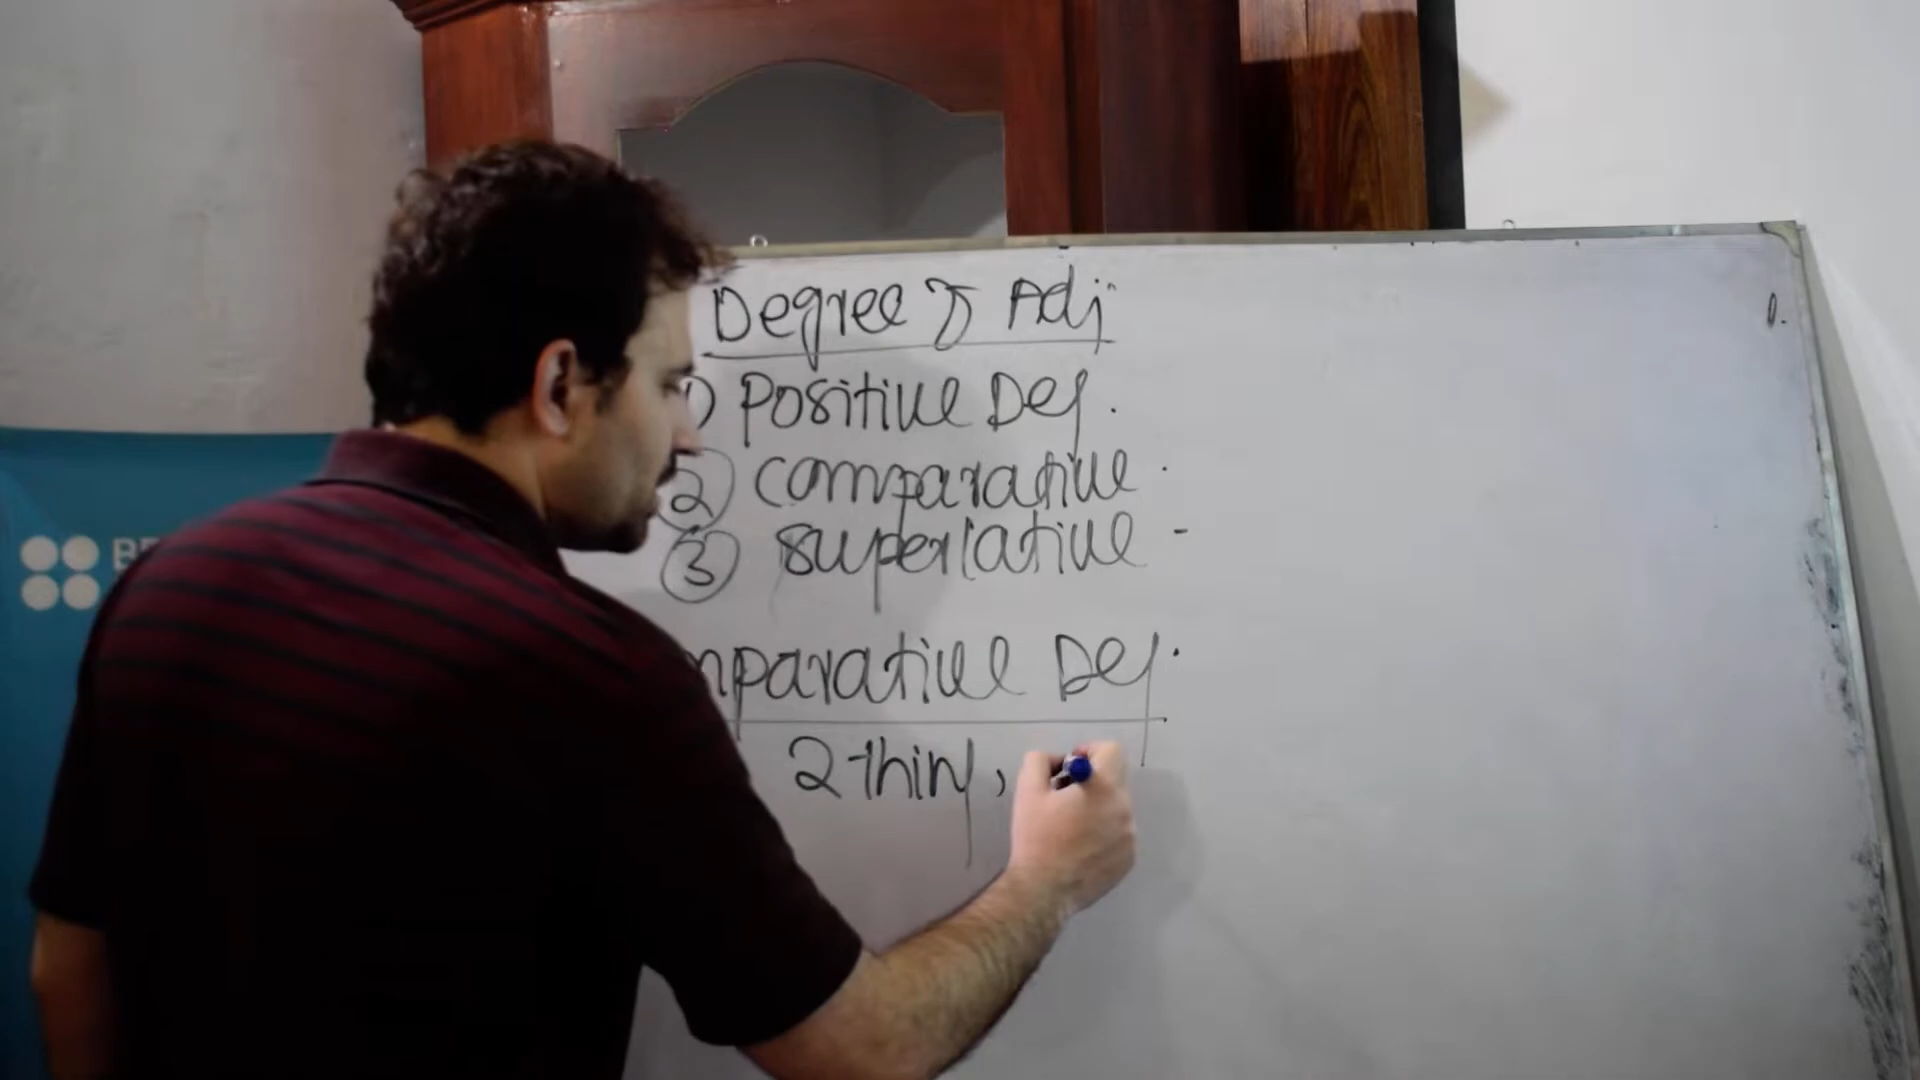 Degree of Adj
1) Positive Deg.
2 comparative.
3 superlative -
mparative Deg.
2 thing,